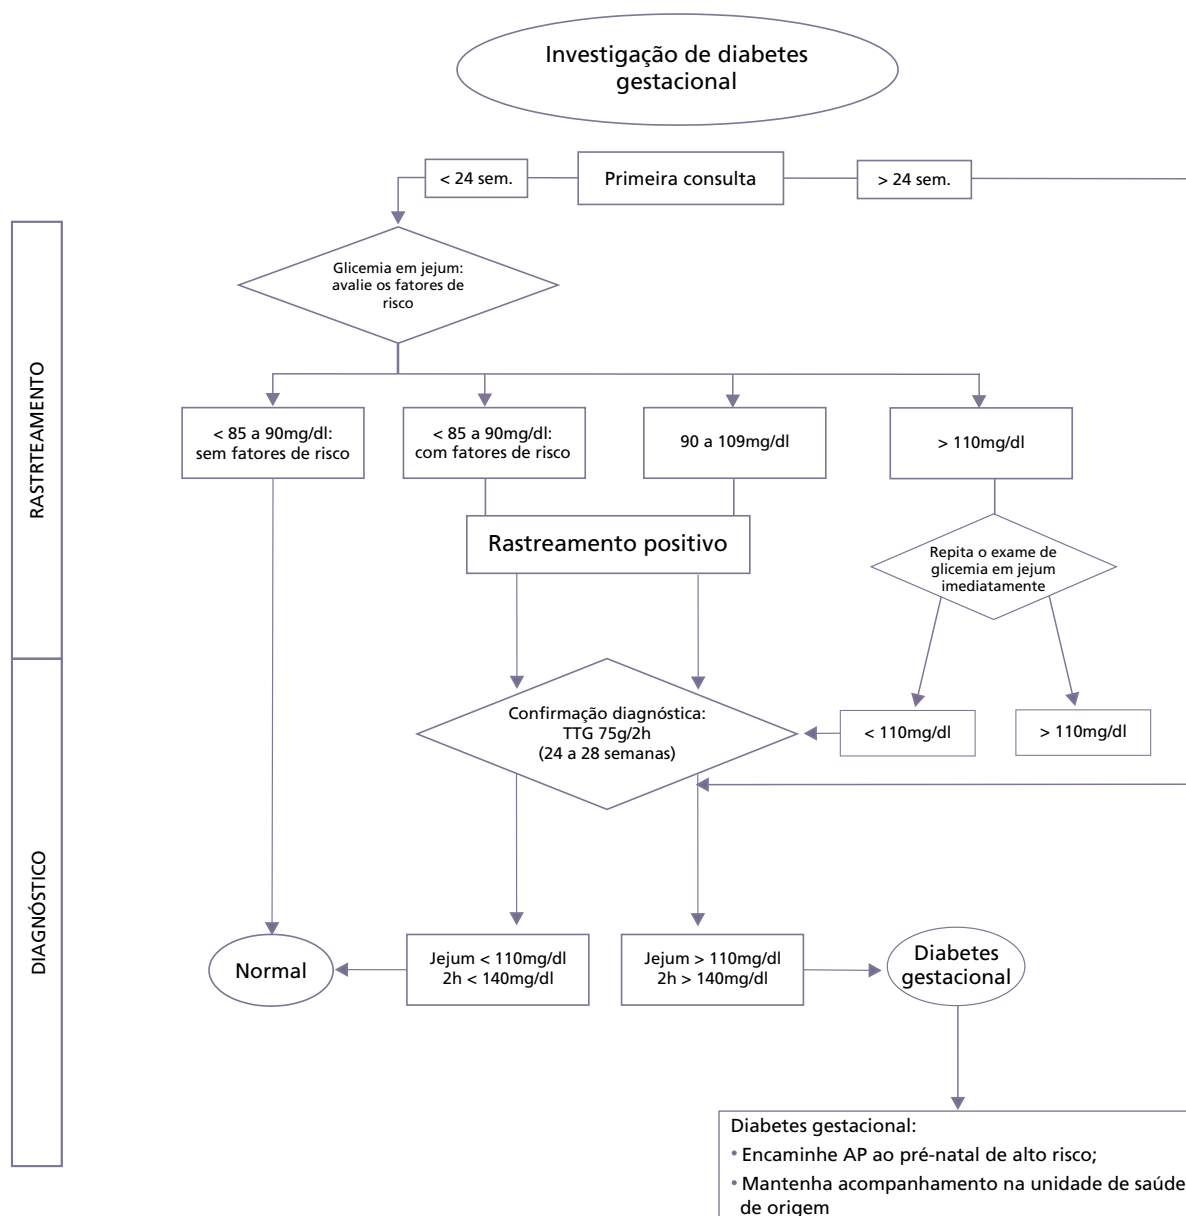 Investigação de diabetes
gestacional
< 24 sem.
Primeira consulta
> 24 sem.
RASTRTEAMENTO
Glicemia em jejum:
avalie os fatores de
risco
< 85 a 90mg/dl:
sem fatores de risco
< 85 a 90mg/dl:
com fatores de risco
90 a 109mg/dl
> 110mg/dl
Rastreamento positivo
Repita o exame de
glicemia em jejum
imediatamente
DIAGNÓSTICO
Confirmação diagnóstica:
TTG 75g/2h
(24 a 28 semanas)
< 110mg/dl
> 110mg/dl
Normal
Jejum < 110mg/dl
2h < 140mg/dl
Jejum > 110mg/dl
2h > 140mg/dl
Diabetes
gestacional
Diabetes gestacional:
• Encaminhe AP ao pré-natal de alto risco;
• Mantenha acompanhamento na unidade de saúde
de origem